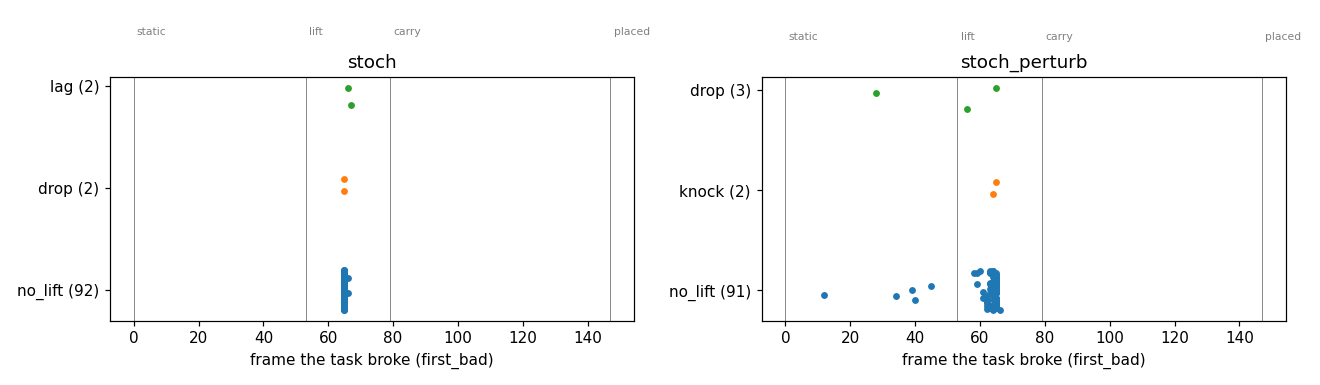 static lift carry placed
stoch
lag (2)
drop (2)
no_lift (92)
0 20 40 60 80 100 120 140
frame the task broke (first_bad)
static lift carry placed
stoch_perturb
drop (3)
knock (2)
no_lift (91)
0 20 40 60 80 100 120 140
frame the task broke (first_bad)